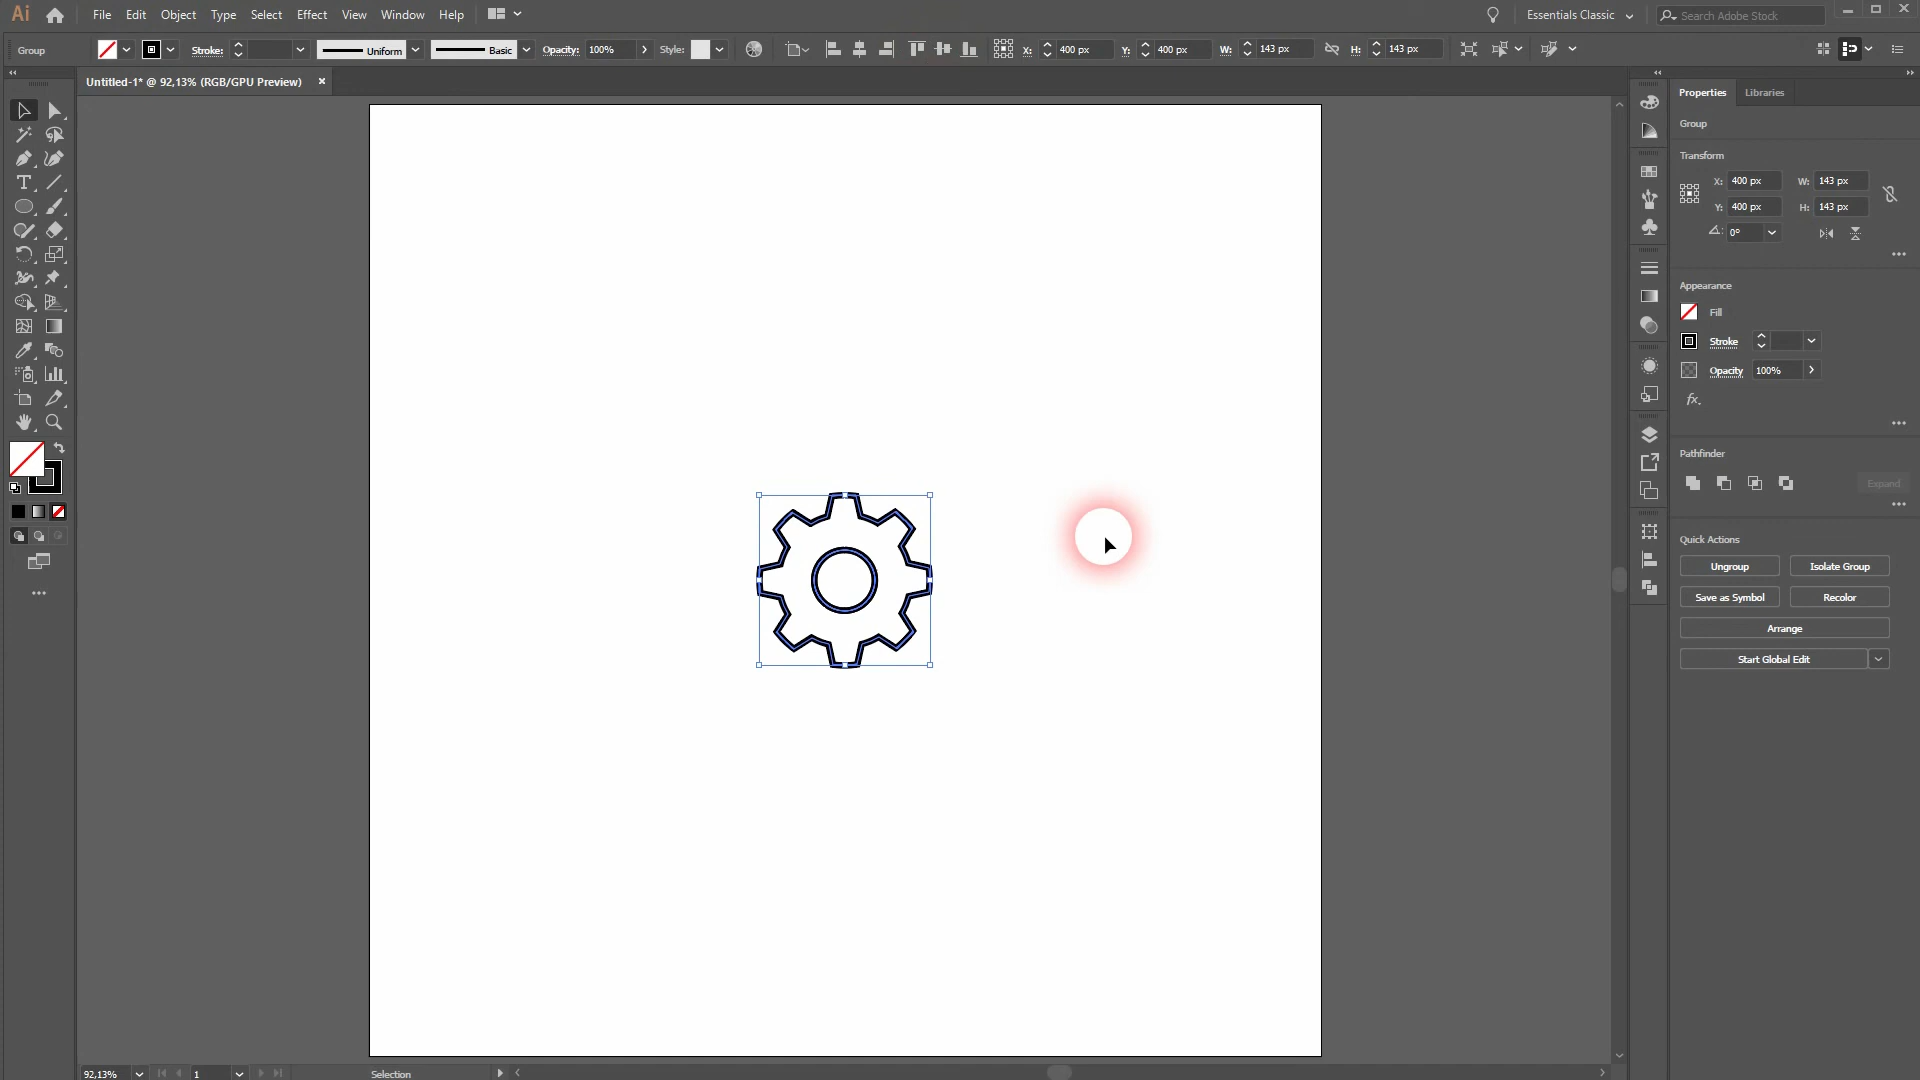 Ai File Edit Object Type Select Effect View Window Help Essentials Classic Search Adobe Stock
Group Stroke: Uniform Basic Opacity: 100% Style: X: 400 px Y: 400 px W: 143 px H: 143 px
Untitled-1* @ 92,13% (RGB/GPU Preview)
Properties Libraries
Group
Transform
X: 400 px W: 143 px
Y: 400 px H: 143 px
0°
Appearance
Fill
Stroke
Opacity 100%
fx.
Pathfinder
Expand
Quick Actions
Ungroup Isolate Group
Save as Symbol Recolor
Arrange
Start Global Edit
92,13% 1 Selection